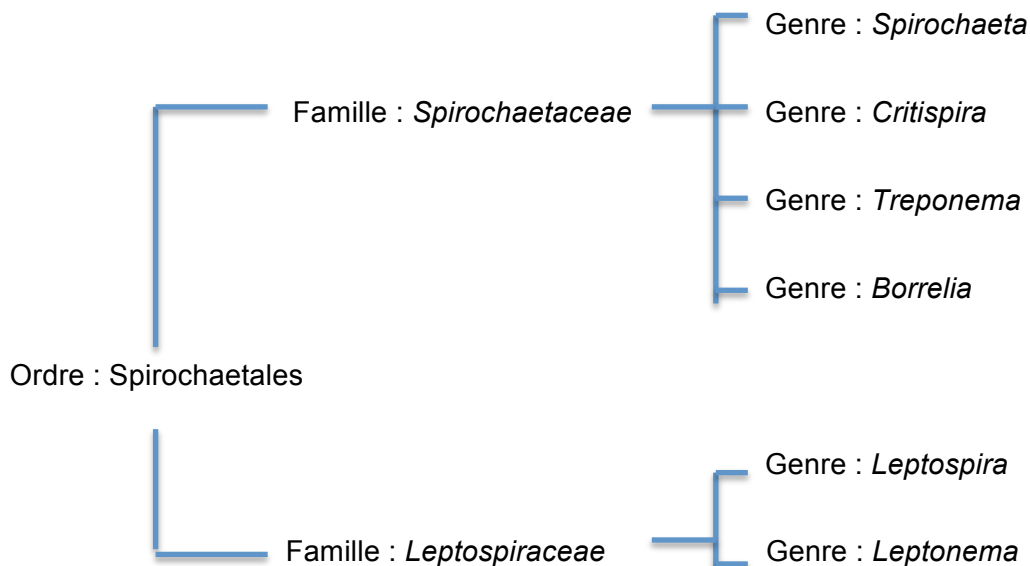 Genre : Spirochaeta
Famille : Spirochaetaceae
Genre : Critispira
Genre : Treponema
Genre : Borrelia
Ordre : Spirochaetales
Genre : Leptospira
Famille : Leptospiraceae
Genre : Leptonema